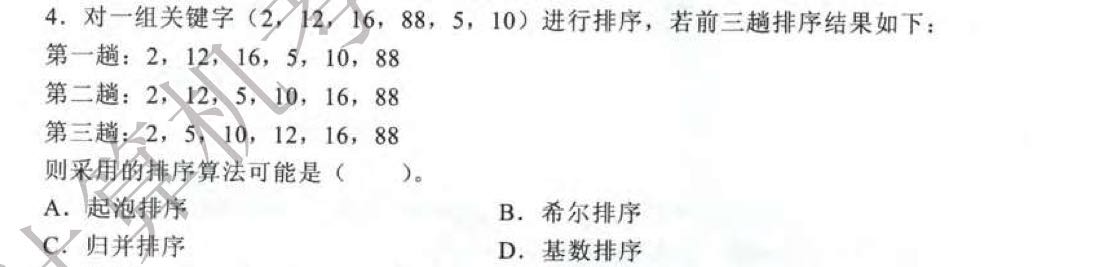 4．对一组关键字（2，12，16，88，5，10）进行排序，若前三趟排序结果如下：
第一趟：2，12，16，5，10，88
第二趟：2，12，5，10，16，88
第三趟：2，5，10，12，16，88
则采用的排序算法可能是（　　）。
A．起泡排序　　B．希尔排序
C．归并排序　　D．基数排序
计算机考